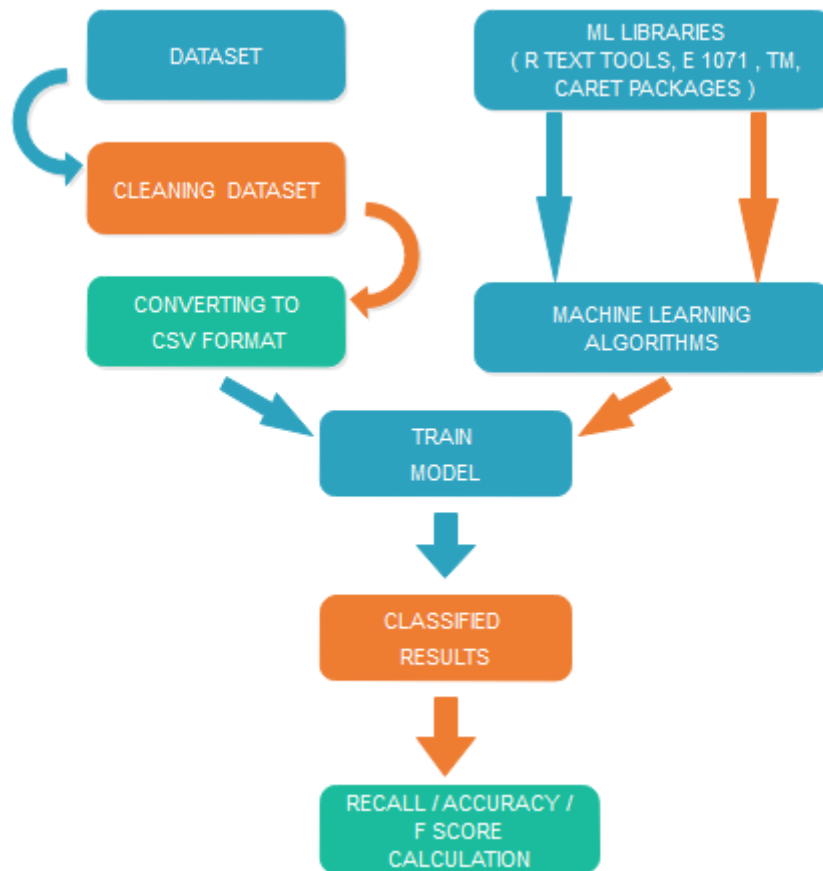 DATASET
ML LIBRARIES
( R TEXT TOOLS, E 1071 , TM,
CARET PACKAGES )
CLEANING DATASET
CONVERTING TO
CSV FORMAT
MACHINE LEARNING
ALGORITHMS
TRAIN
MODEL
CLASSIFIED
RESULTS
RECALL / ACCURACY /
F SCORE
CALCULATION